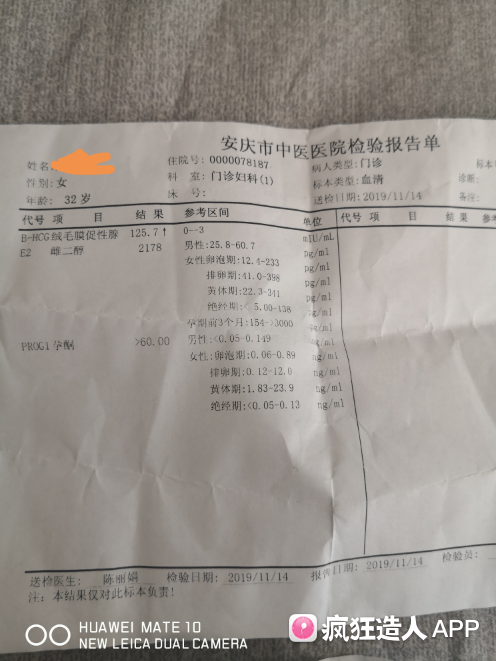 安庆市中医医院检验报告单
姓名:
住院号: 0000078187
病人类型:门诊
标本
性别:女
科 室: 门诊妇科(1)
标本类型:血清
诊断:
年龄: 32 岁
床 号:
送检日期:2019/11/14
备注:
代号 项 目 结 果 参考区间 单位 代号 项 目 结 果 参考区
B-HCG 绒毛膜促性腺 125.7↑ 0--3 mIU/mL
E2 雌二醇 2178 男性:25.8-60.7 pg/ml
女性卵泡期:12.4-233 pg/ml
排卵期:41.0-398 pg/ml
黄体期:22.3-341 pg/ml
绝经期:< 5.00-138 pg/ml
孕期前3个月:154->3000 pg/ml
PROG1 孕酮 >60.00 男性:<0.05-0.149 ng/ml
女性:卵泡期:0.06-0.89 ng/ml
排卵期:0.12-12.0 ng/ml
黄体期:1.83-23.9 ng/ml
绝经期:<0.05-0.13 ng/ml
送检医生: 陈丽娟 检验日期: 2019/11/14 报告日期: 2019/11/14 检验员:
注: 本结果仅对此标本负责!
HUAWEI MATE 10
NEW LEICA DUAL CAMERA
疯狂造人 APP